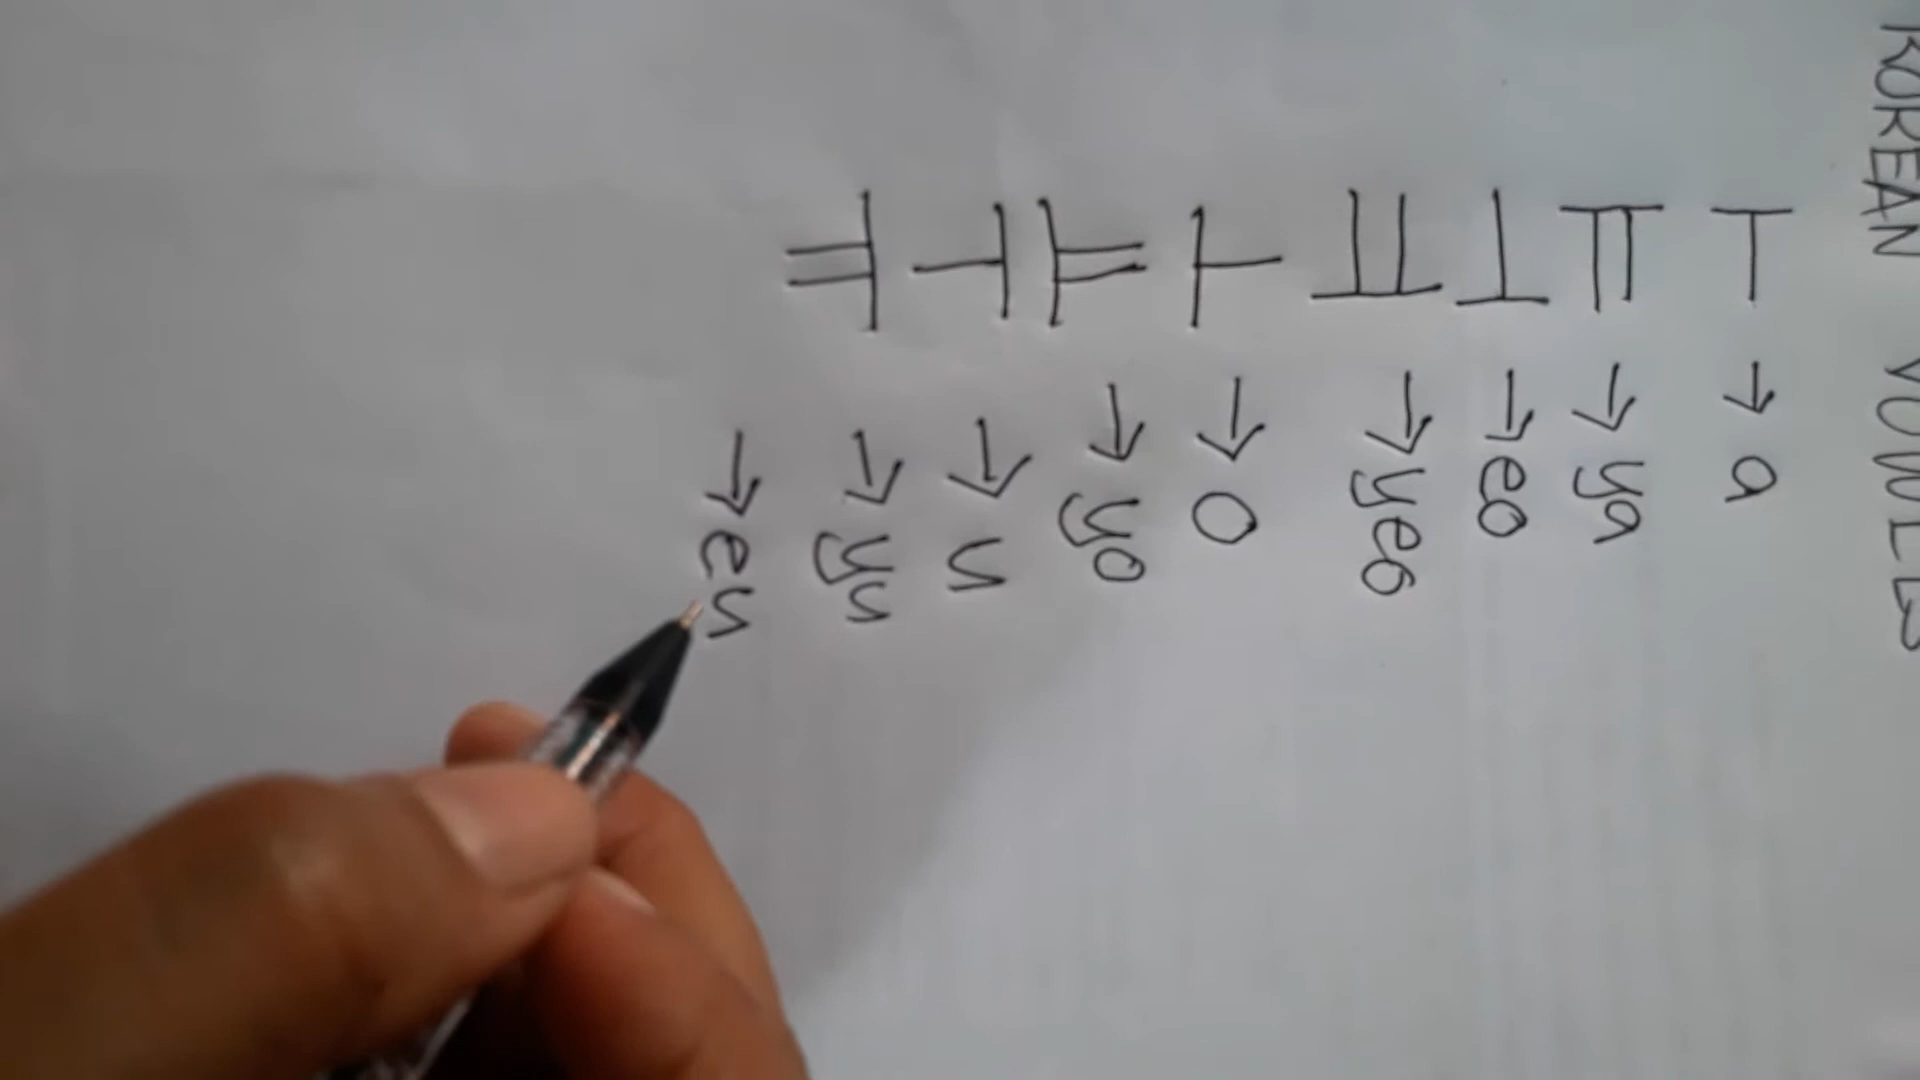 KOREAN VOWELS
ㅏ → a
ㅑ → ya
ㅓ → eo
ㅕ → yeo
ㅗ → o
ㅛ → yo
ㅜ → u
ㅠ → yu
→ eu